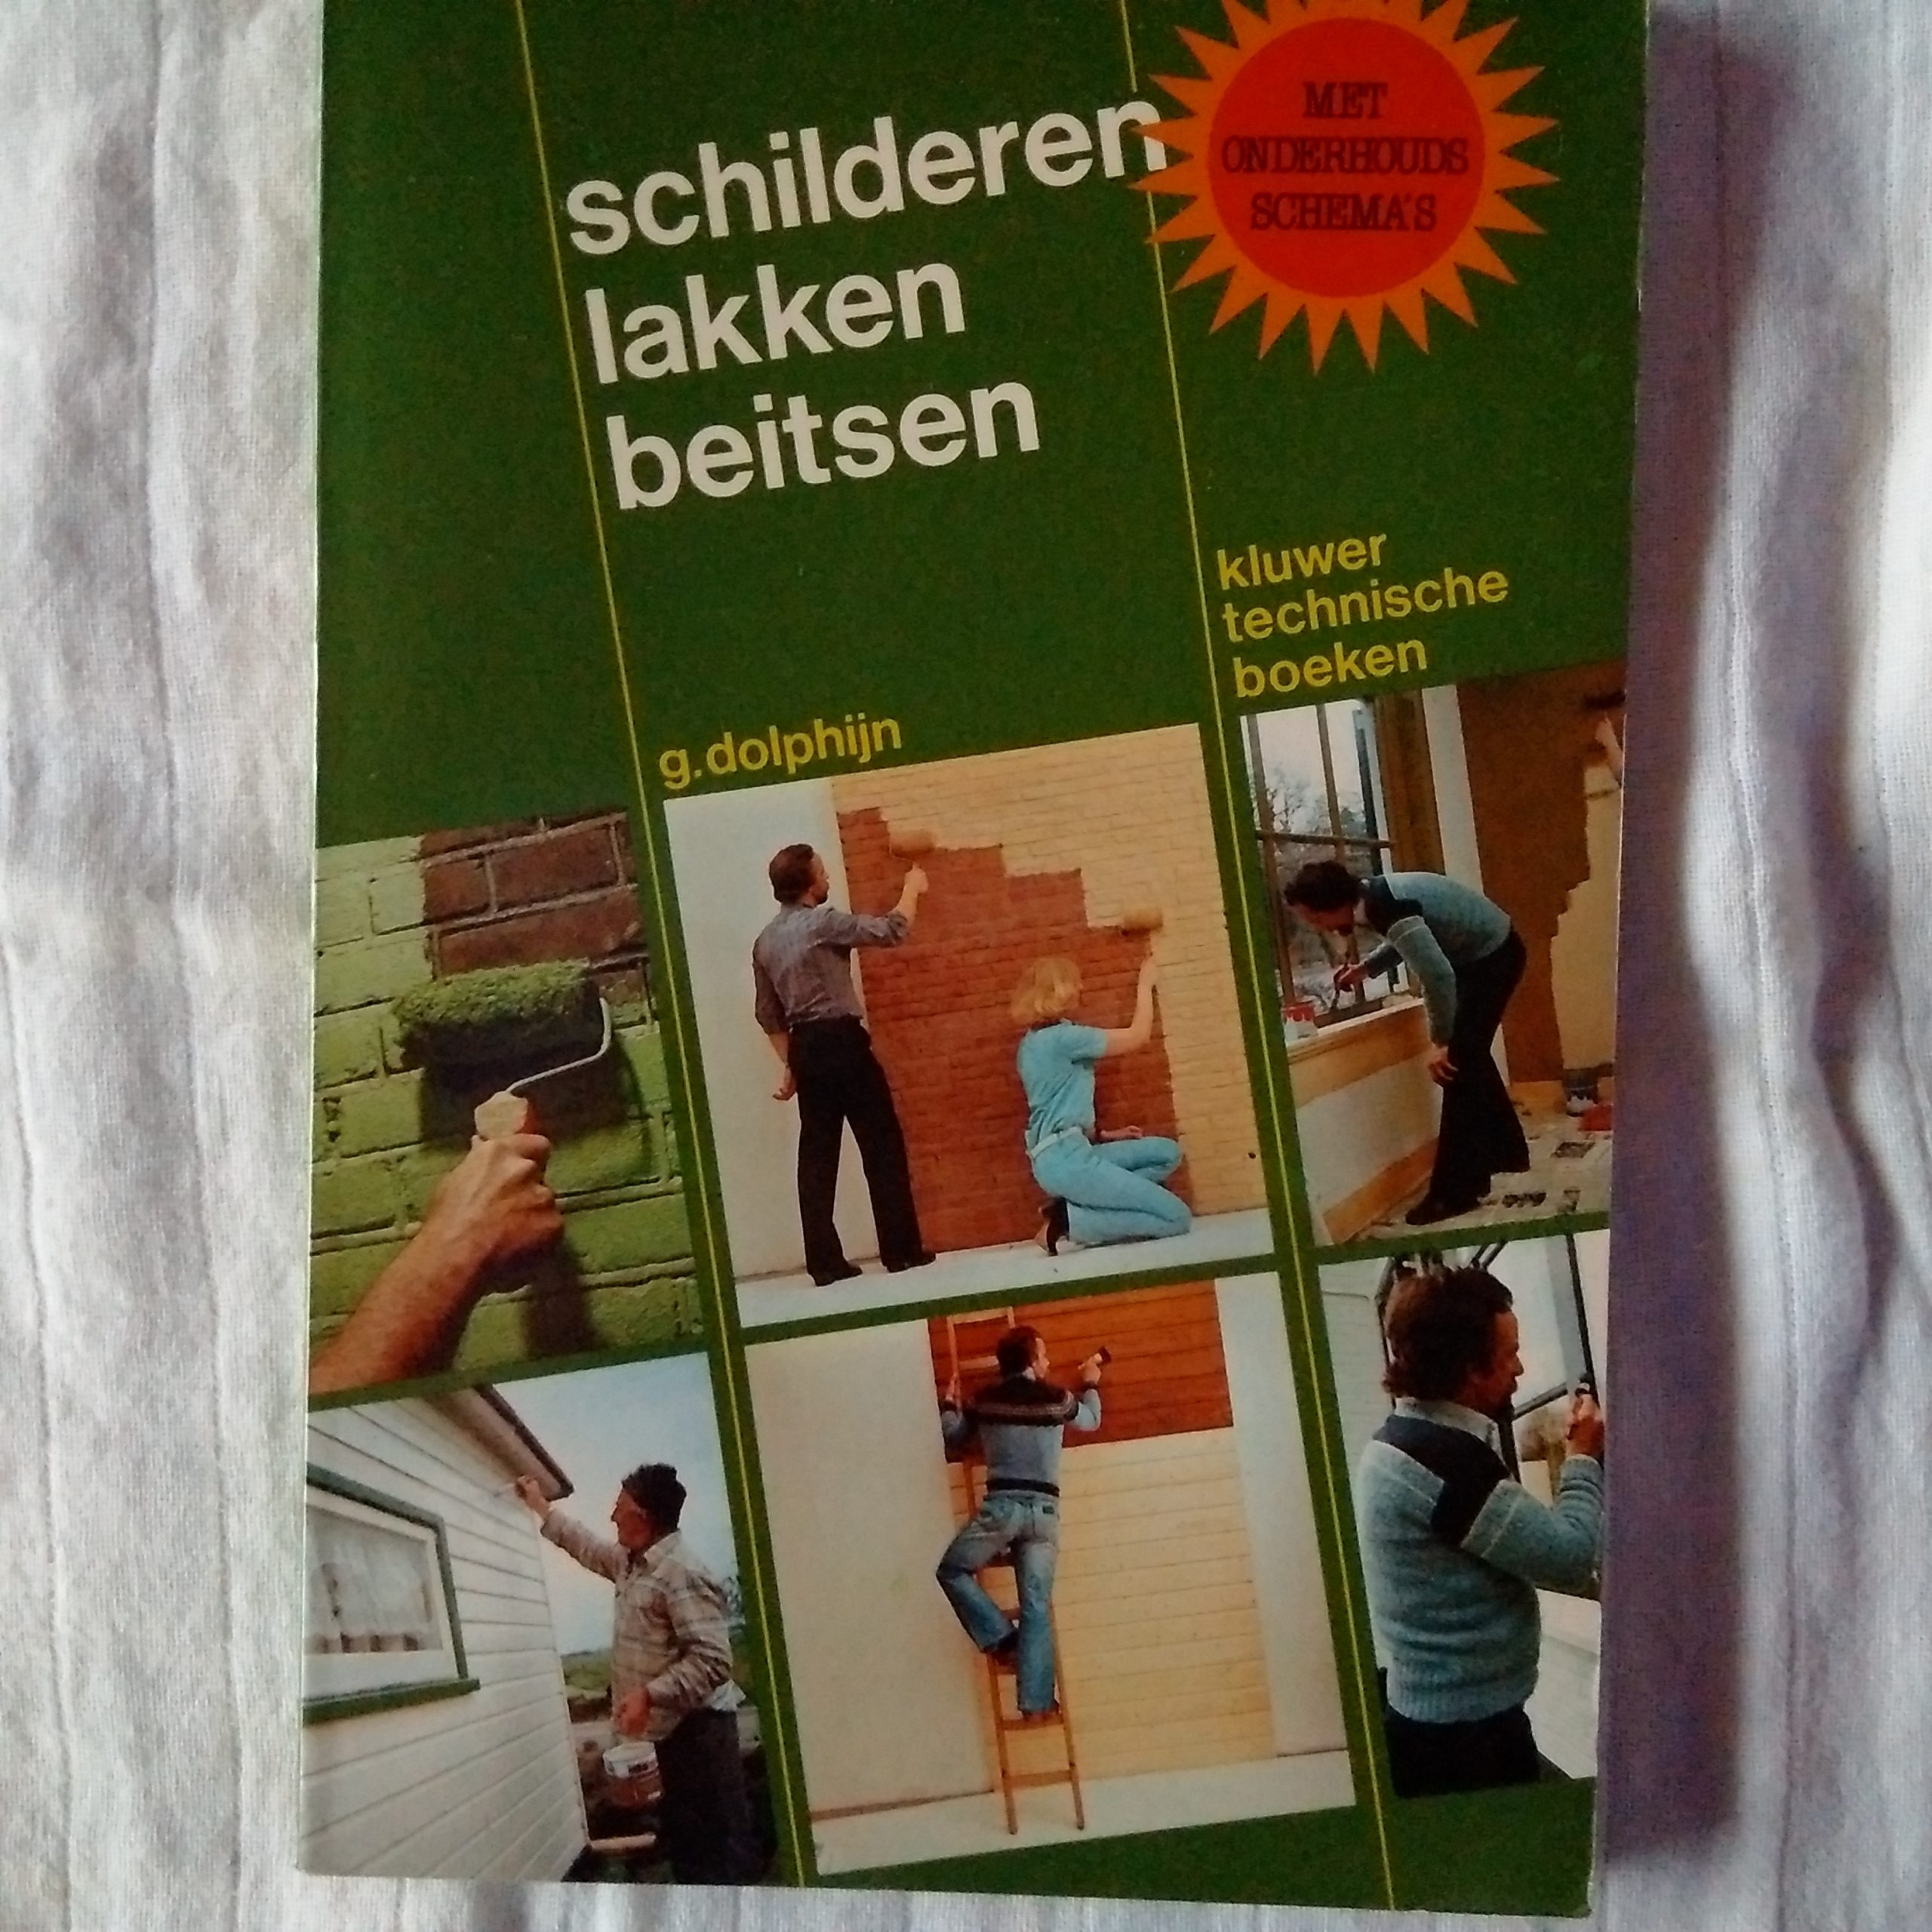 schilderen
lakken
beitsen
MET
ONDERHOUDS
SCHEMA'S
kluwer
technische
boeken
g.dolphijn